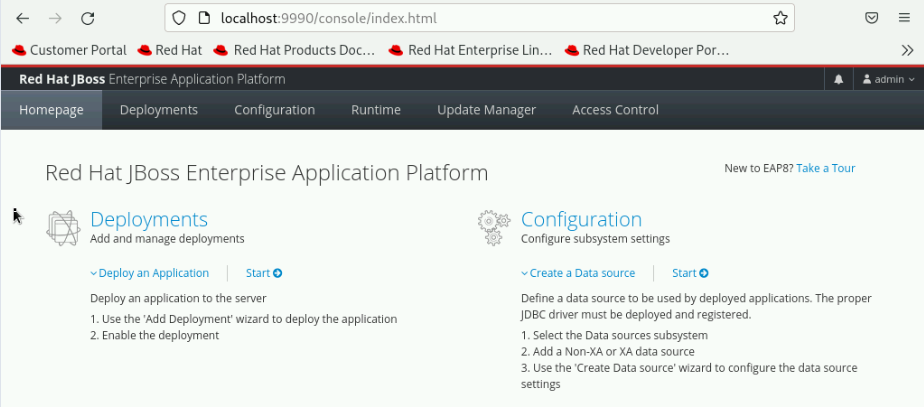 localhost:9990/console/index.html
Customer Portal Red Hat Red Hat Products Doc... Red Hat Enterprise Lin... Red Hat Developer Por...
Red Hat JBoss Enterprise Application Platform admin
Homepage Deployments Configuration Runtime Update Manager Access Control
Red Hat JBoss Enterprise Application Platform
New to EAP8? Take a Tour
Deployments
Add and manage deployments
Deploy an Application Start
Deploy an application to the server
1. Use the 'Add Deployment' wizard to deploy the application
2. Enable the deployment
Configuration
Configure subsystem settings
Create a Data source Start
Define a data source to be used by deployed applications. The proper
JDBC driver must be deployed and registered.
1. Select the Data sources subsystem
2. Add a Non-XA or XA data source
3. Use the 'Create Data source' wizard to configure the data source
settings